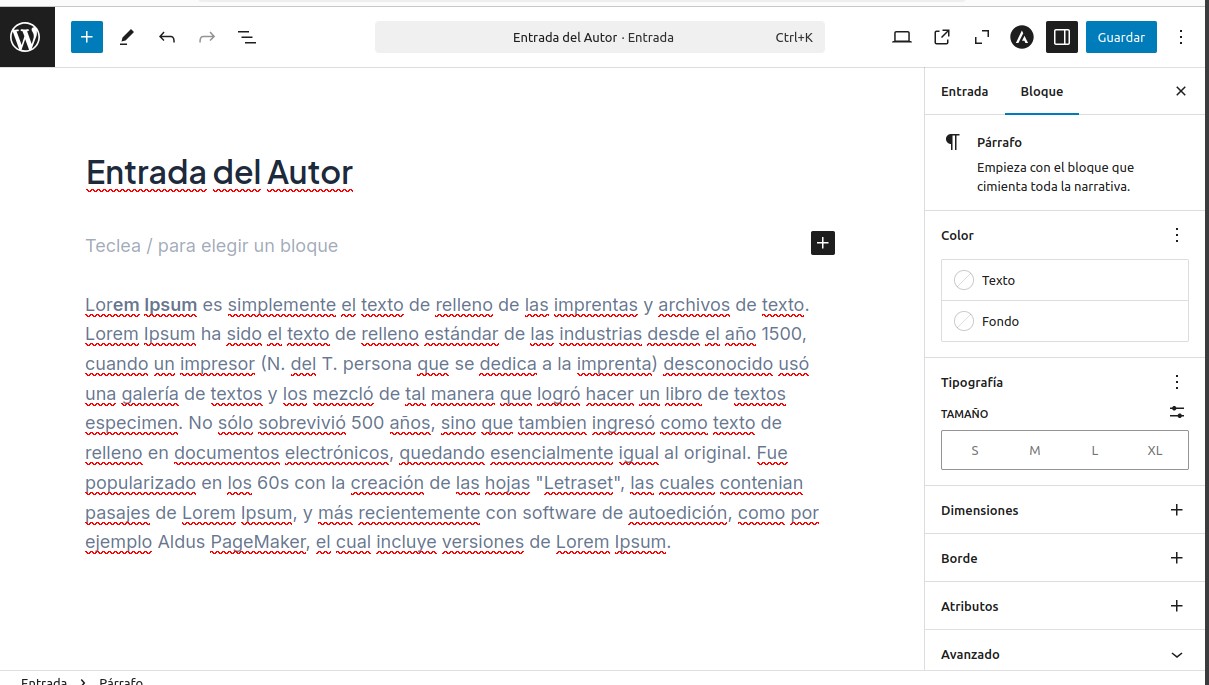 Entrada del Autor · Entrada
Ctrl+K
Guardar
Entrada del Autor
Teclea / para elegir un bloque
Lorem Ipsum es simplemente el texto de relleno de las imprentas y archivos de texto.
Lorem Ipsum ha sido el texto de relleno estándar de las industrias desde el año 1500,
cuando un impresor (N. del T. persona que se dedica a la imprenta) desconocido usó
una galería de textos y los mezcló de tal manera que logró hacer un libro de textos
especimen. No sólo sobrevivió 500 años, sino que tambien ingresó como texto de
relleno en documentos electrónicos, quedando esencialmente igual al original. Fue
popularizado en los 60s con la creación de las hojas "Letraset", las cuales contenian
pasajes de Lorem Ipsum, y más recientemente con software de autoedición, como por
ejemplo Aldus PageMaker, el cual incluye versiones de Lorem Ipsum.
Entrada
Bloque
Párrafo
Empieza con el bloque que
cimienta toda la narrativa.
Color
Texto
Fondo
Tipografía
TAMAÑO
S M L XL
Dimensiones
Borde
Atributos
Avanzado
Entrada > Párrafo